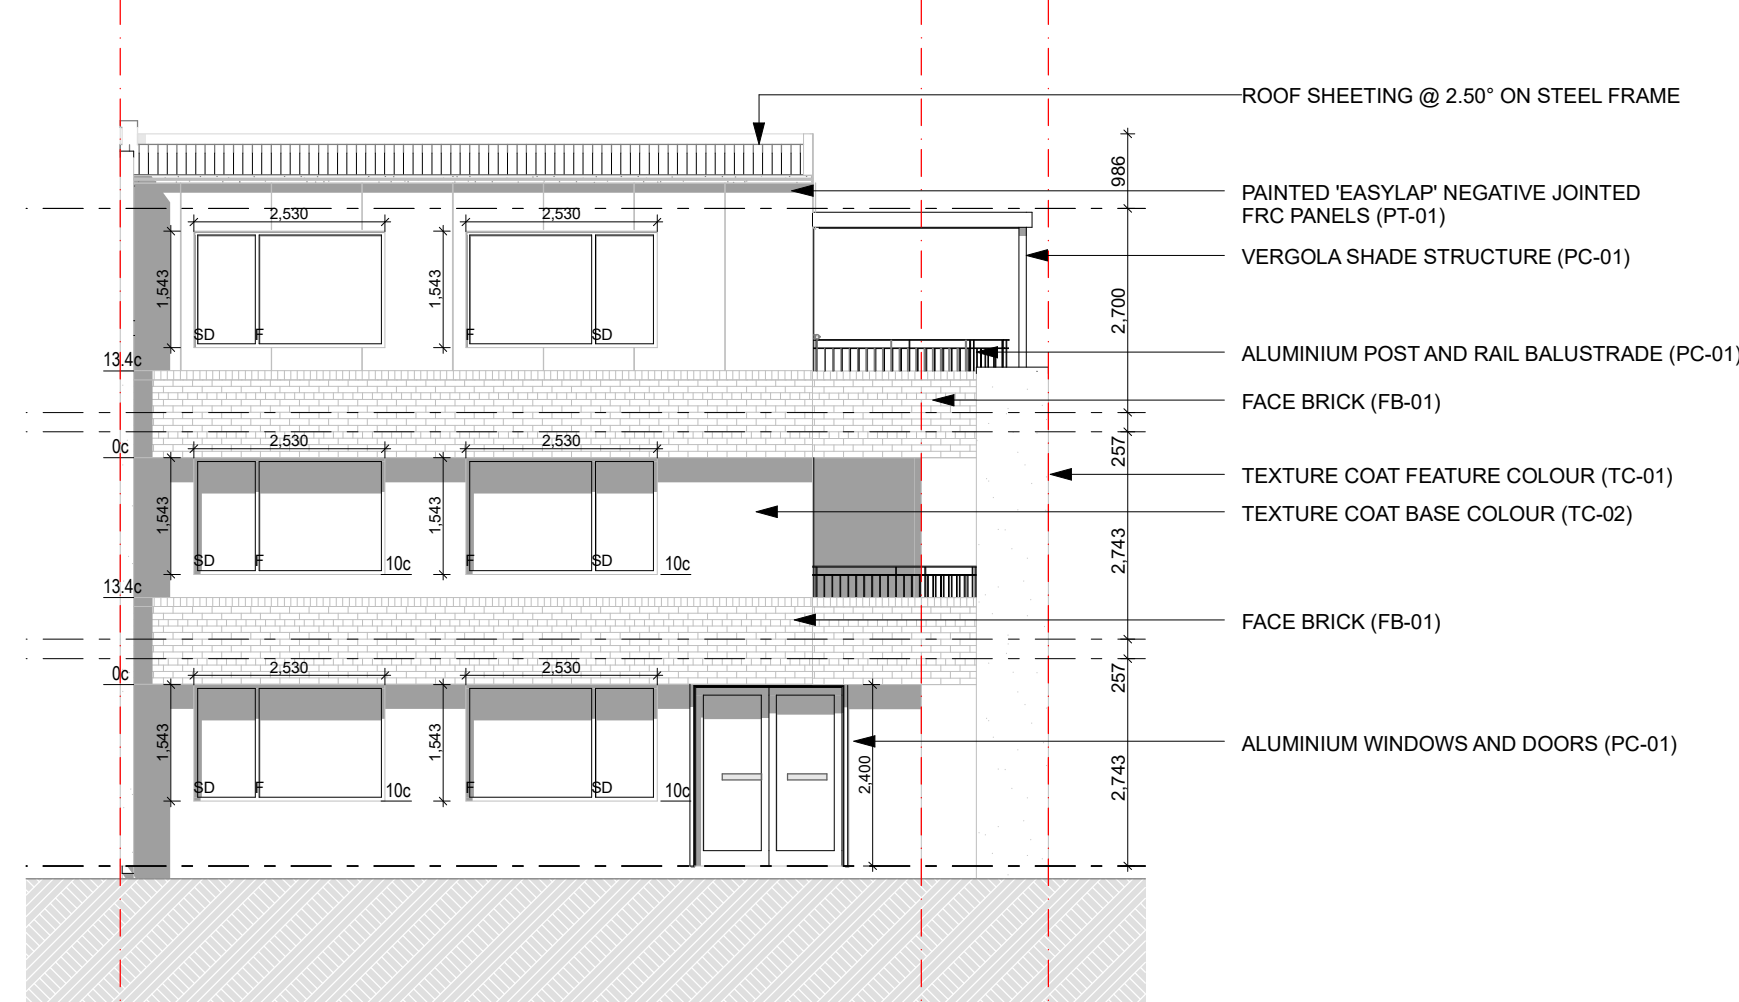 ROOF SHEETING @ 2.50° ON STEEL FRAME
986
PAINTED 'EASYLAP' NEGATIVE JOINTED
FRC PANELS (PT-01)
2,530
2,530
VERGOLA SHADE STRUCTURE (PC-01)
1,543
1,543
2,700
SD
F
F
SD
13.4c
ALUMINIUM POST AND RAIL BALUSTRADE (PC-01)
FACE BRICK (FB-01)
0c
2,530
2,530
257
TEXTURE COAT FEATURE COLOUR (TC-01)
TEXTURE COAT BASE COLOUR (TC-02)
1,543
1,543
2,743
SD
F
10c
F
SD
10c
13.4c
FACE BRICK (FB-01)
0c
2,530
2,530
257
1,543
1,543
ALUMINIUM WINDOWS AND DOORS (PC-01)
2,400
2,743
SD
F
10c
F
SD
10c